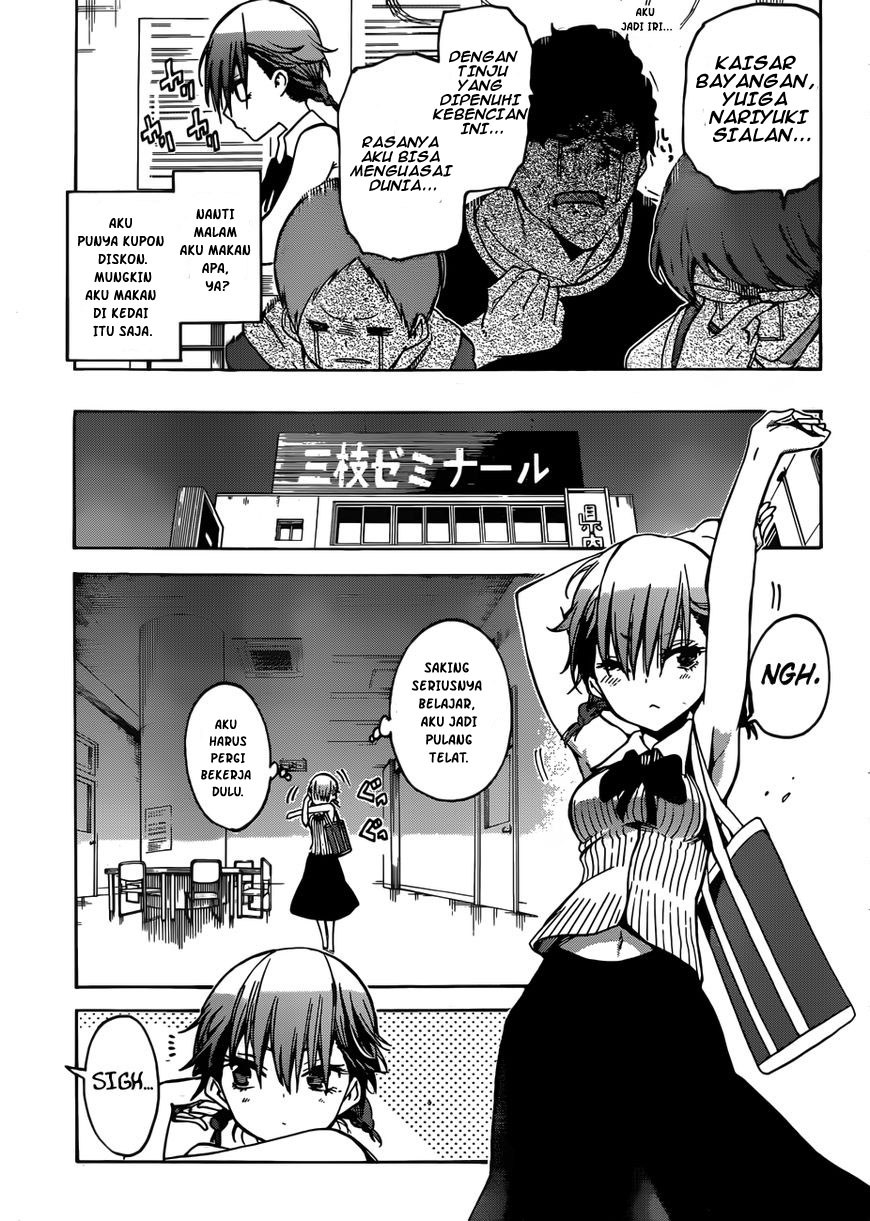 AKU
JADI IRI...
KAISAR
BAYANGAN,
YUIGA
NARIYUKI
SIALAN...
DENGAN
TINJU
YANG
DIPENUHI
KEBENCIAN
INI...
RASANYA
AKU BISA
MENGUASAI
DUNIA...
NANTI
MALAM
AKU MAKAN
APA,
YA?
AKU
PUNYA KUPON
DISKON.
MUNGKIN
AKU MAKAN
DI KEDAI
ITU SAJA.
三枝ゼミナール
NGH.
SAKING
SERIUSNYA
BELAJAR,
AKU JADI
PULANG
TELAT.
AKU
HARUS
PERGI
BEKERJA
DULU.
SIGH...